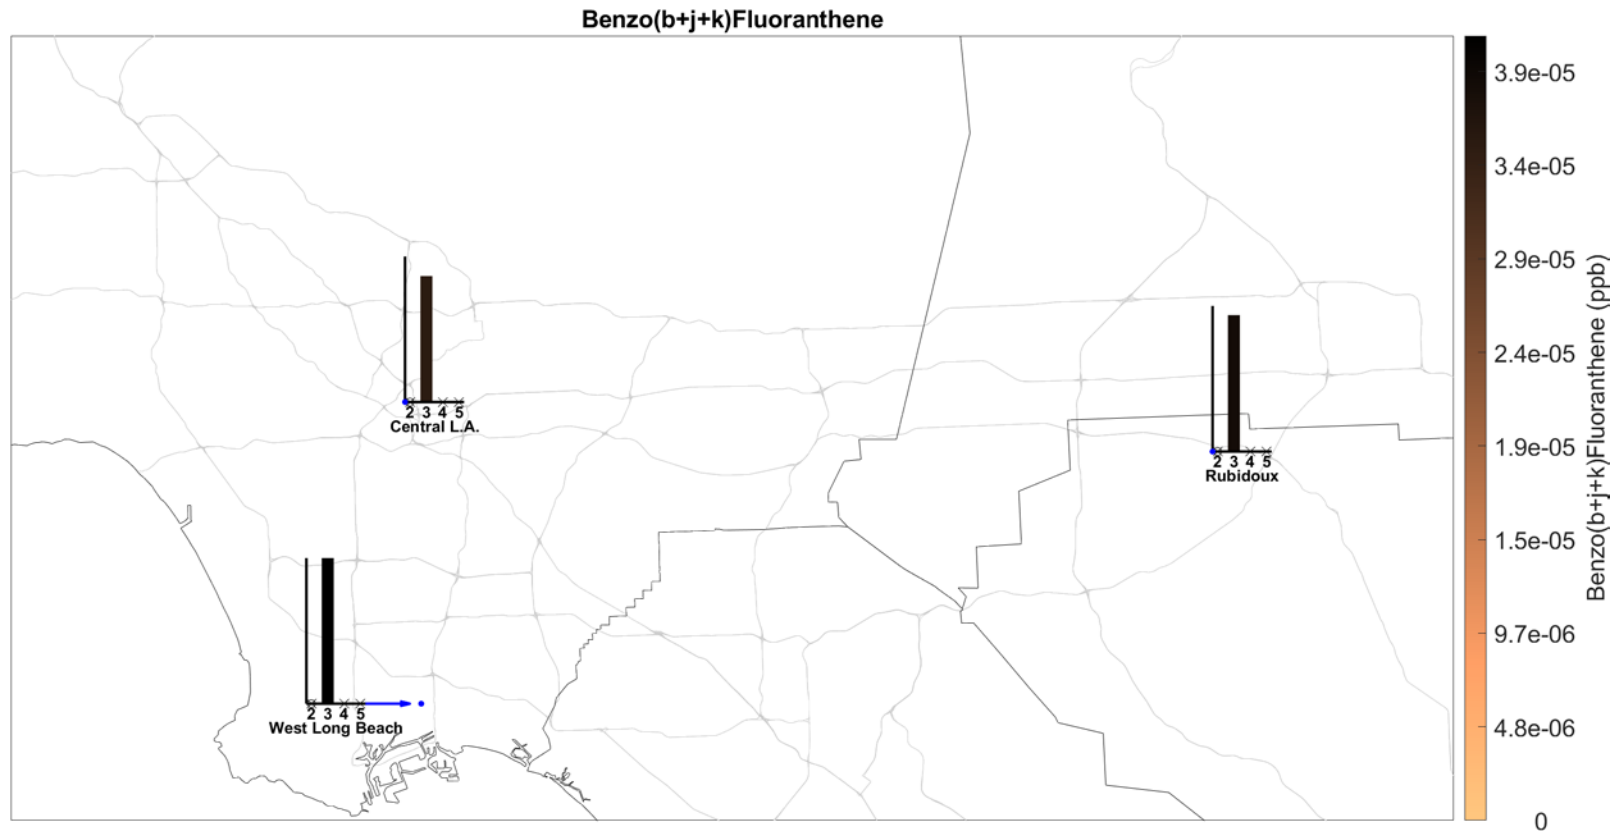 Benzo(b+j+k)Fluoranthene
3.9e-05
3.4e-05
2.9e-05
2.4e-05
1.9e-05
1.5e-05
9.7e-06
4.8e-06
0
Benzo(b+j+k)Fluoranthene (ppb)
2 3 4 5
Central L.A.
2 3 4 5
Rubidoux
2 3 4 5
West Long Beach